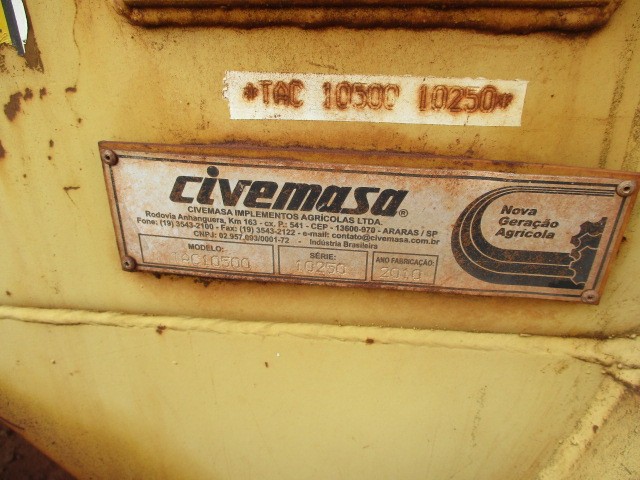 *TAC 10500 10250*
civemasa®
CIVEMASA IMPLEMENTOS AGRÍCOLAS LTDA.
Rodovia Anhanguera, Km 163 - cx. P.: 541 - CEP - 13600-970 - ARARAS / SP
Fone: (19) 3543-2100 - Fax: (19) 3543-2122 - e-mail: contato@civemasa.com.br
CNPJ: 02.957.093/0001-72 - Indústria Brasileira
MODELO:
TAC10500
SÉRIE:
10250
ANO FABRICAÇÃO:
2010
Nova
Geração
Agrícola